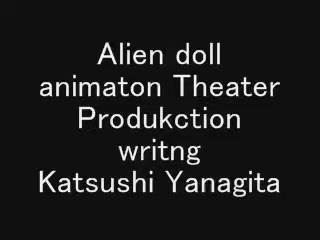 Alien doll
animaton Theater
Produkction
writng
Katsushi Yanagita